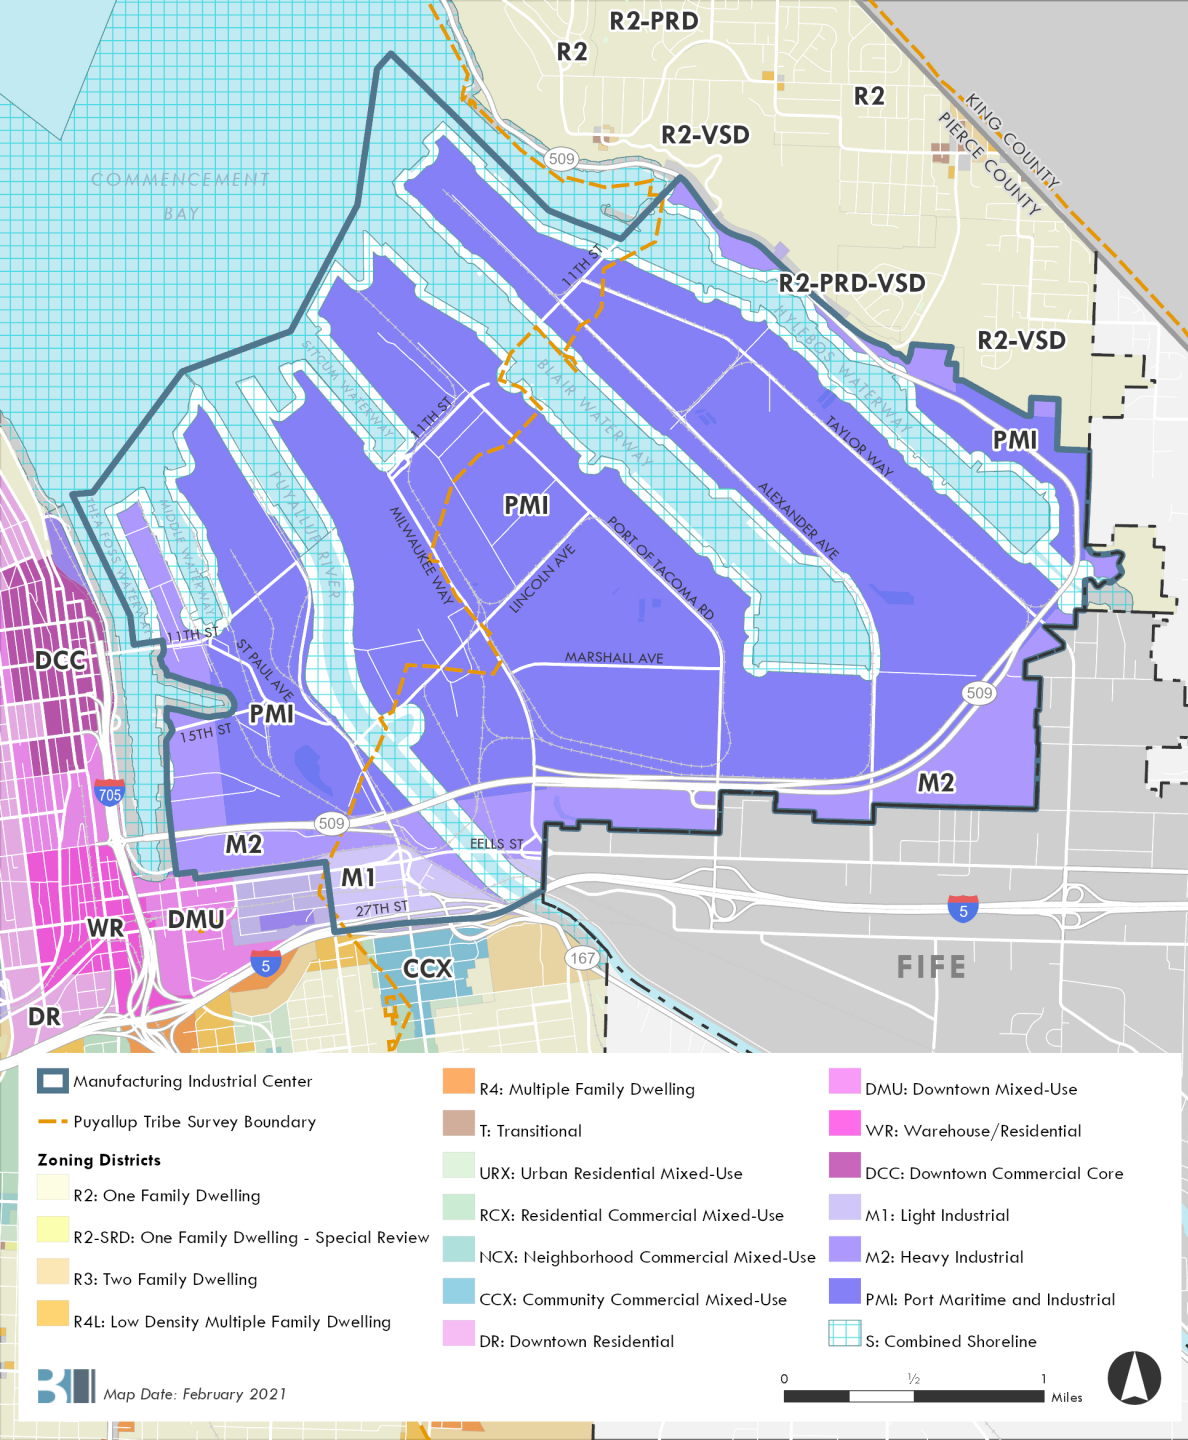 R2-PRD
R2
R2
R2-VSD
KING COUNTY
PIERCE COUNTY
509
COMMENCEMENT
BAY
11TH ST
R2-PRD-VSD
R2-VSD
HYLEBOS WATERWAY
SITCUM WATERWAY
BLAIR WATERWAY
11TH ST
TAYLOR WAY
PMI
PUYALLUP RIVER
PMI
ALEXANDER AVE
THEA FOSS WATERWAY
MIDDLE WATERWAY
MILWAUKEE WAY
LINCOLN AVE
PORT OF TACOMA RD
11TH ST
ST PAUL AVE
DCC
MARSHALL AVE
509
PMI
15TH ST
M2
705
509
M2
EELLS ST
M1
27TH ST
5
WR
DMU
5
167
CCX
FIFE
DR
Manufacturing Industrial Center
Puyallup Tribe Survey Boundary
Zoning Districts
R2: One Family Dwelling
R2-SRD: One Family Dwelling - Special Review
R3: Two Family Dwelling
R4L: Low Density Multiple Family Dwelling
R4: Multiple Family Dwelling
T: Transitional
URX: Urban Residential Mixed-Use
RCX: Residential Commercial Mixed-Use
NCX: Neighborhood Commercial Mixed-Use
CCX: Community Commercial Mixed-Use
DR: Downtown Residential
DMU: Downtown Mixed-Use
WR: Warehouse/Residential
DCC: Downtown Commercial Core
M1: Light Industrial
M2: Heavy Industrial
PMI: Port Maritime and Industrial
S: Combined Shoreline
Map Date: February 2021
0 ½ 1
Miles